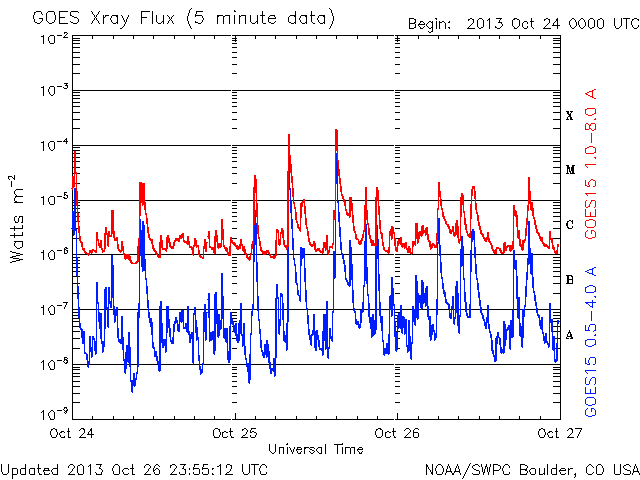 GOES Xray Flux (5 minute data)
Begin: 2013 Oct 24 0000 UTC
10-2
10-3
10-4
10-5
10-6
10-7
10-8
10-9
Watts m-2
X
M
C
B
A
GOES15 1.0-8.0 A
GOES15 0.5-4.0 A
Oct 24
Oct 25
Oct 26
Oct 27
Universal Time
Updated 2013 Oct 26 23:55:12 UTC
NOAA/SWPC Boulder, CO USA